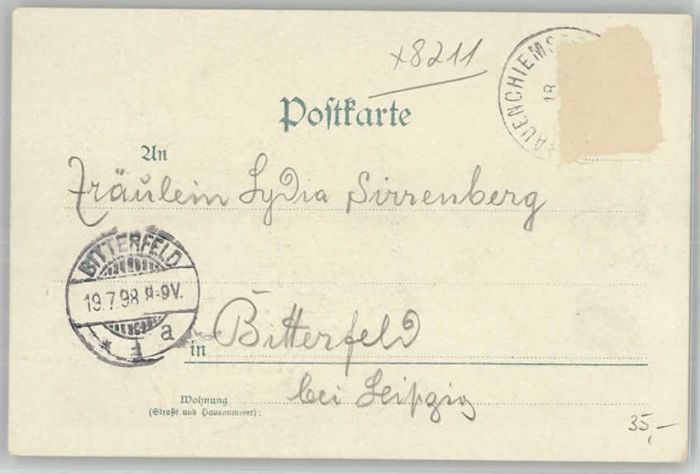 x8211
RAUENCHIEMS
18
Postkarte
An
Fräulein Lydia Sirrenberg
BITTERFELD
19.7.98 8-9V.
* 1 a
in Bitterfeld
bei Leipzig
Wohnung
(Straße und Hausnummer):
35,-